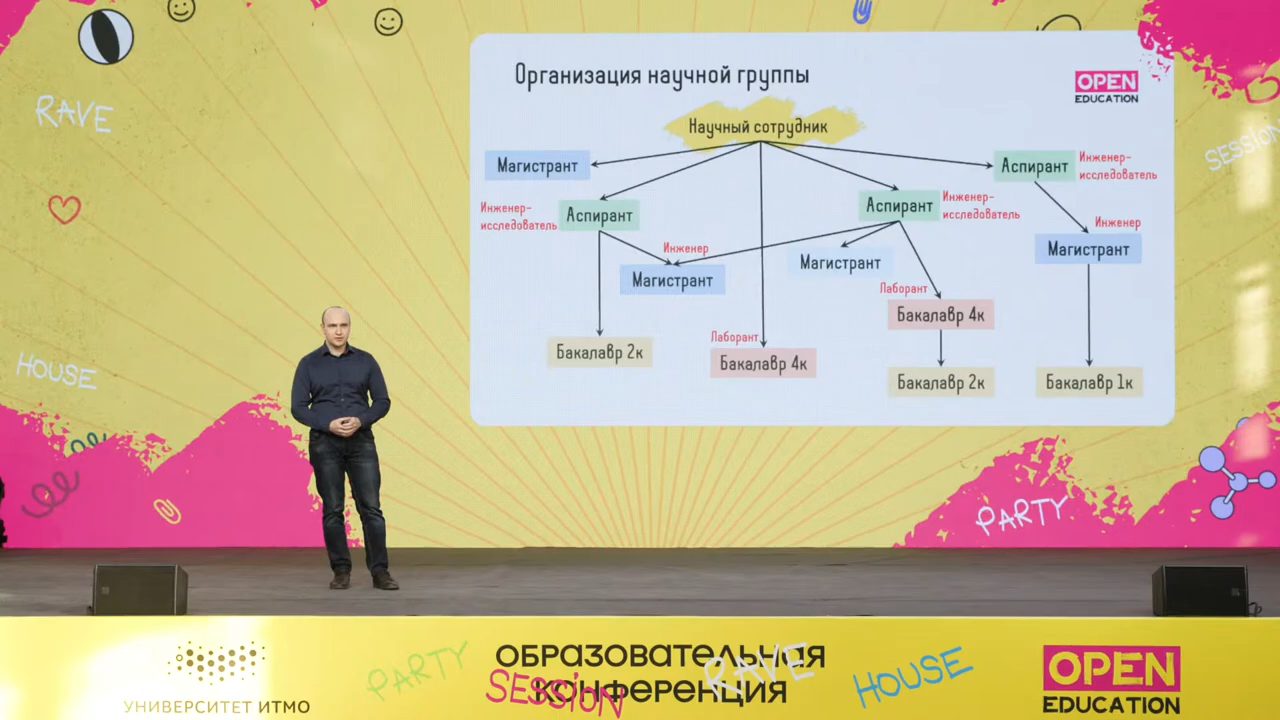 RAVE
HOUSE
Организация научной группы
OPEN
EDUCATION
Научный сотрудник
Магистрант
Аспирант
Инженер-
исследователь
Инженер-
исследователь
Аспирант
Аспирант
Инженер-
исследователь
Инженер
Магистрант
Магистрант
Инженер
Магистрант
Лаборант
Бакалавр 4к
Лаборант
Бакалавр 2к
Бакалавр 4к
Бакалавр 2к
Бакалавр 1к
SESSION
PARTY
УНИВЕРСИТЕТ ИТМО
PARTY
ОБРАЗОВАТЕЛЬНАЯ
КОНФЕРЕНЦИЯ
SESSION
RAVE
HOUSE
OPEN
EDUCATION